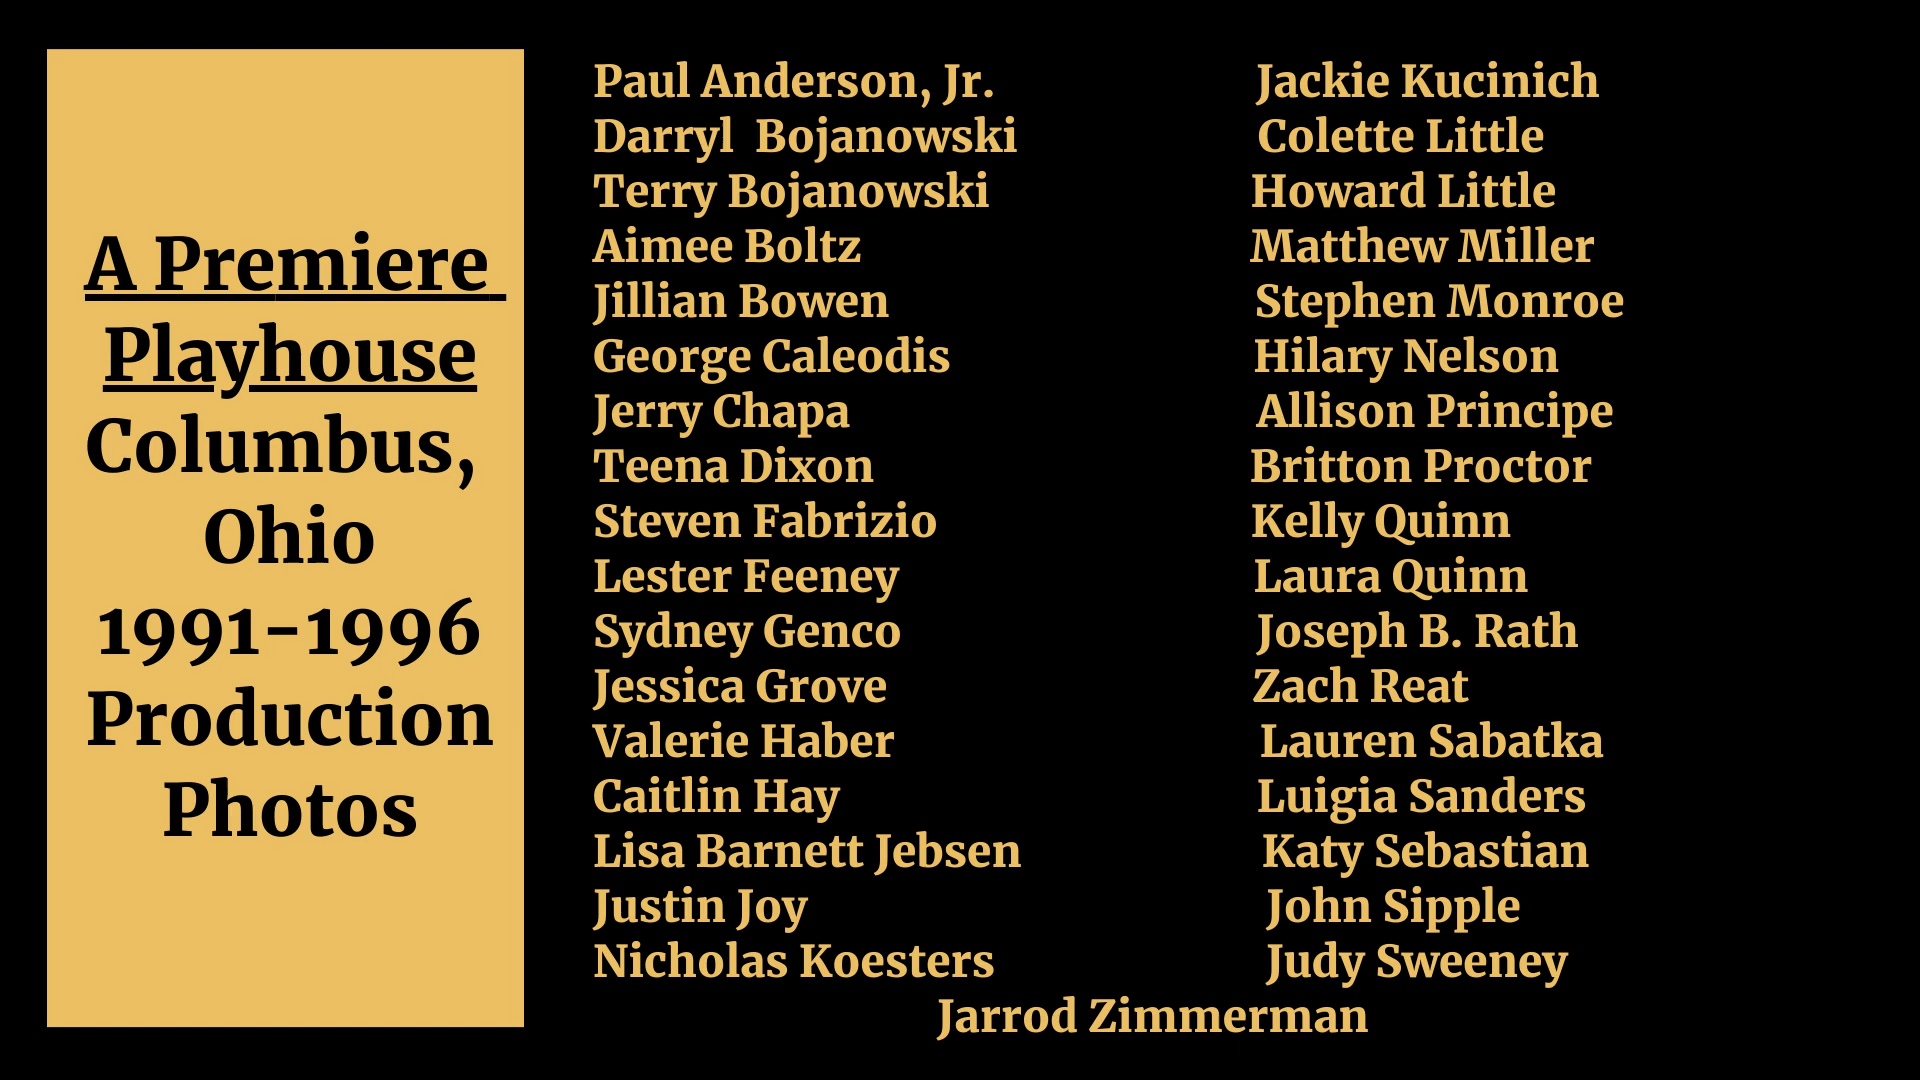 A Premiere
Playhouse
Columbus,
Ohio
1991-1996
Production
Photos
Paul Anderson, Jr.
Darryl  Bojanowski
Terry Bojanowski
Aimee Boltz
Jillian Bowen
George Caleodis
Jerry Chapa
Teena Dixon
Steven Fabrizio
Lester Feeney
Sydney Genco
Jessica Grove
Valerie Haber
Caitlin Hay
Lisa Barnett Jebsen
Justin Joy
Nicholas Koesters
Jackie Kucinich
Colette Little
Howard Little
Matthew Miller
Stephen Monroe
Hilary Nelson
Allison Principe
Britton Proctor
Kelly Quinn
Laura Quinn
Joseph B. Rath
Zach Reat
Lauren Sabatka
Luigia Sanders
Katy Sebastian
John Sipple
Judy Sweeney
Jarrod Zimmerman